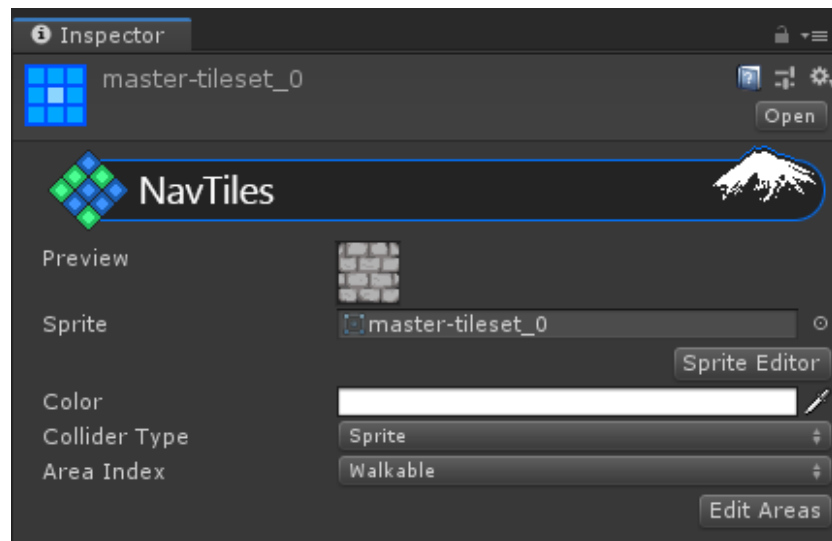 Inspector
master-tileset_0
Open
NavTiles
Preview
Sprite master-tileset_0
Sprite Editor
Color
Collider Type Sprite
Area Index Walkable
Edit Areas